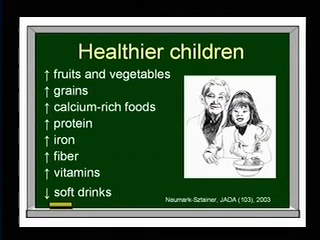 Healthier children
↑ fruits and vegetables
↑ grains
↑ calcium-rich foods
↑ protein
↑ iron
↑ fiber
↑ vitamins
↓ soft drinks
Neumark-Sztainer, JADA (103), 2003